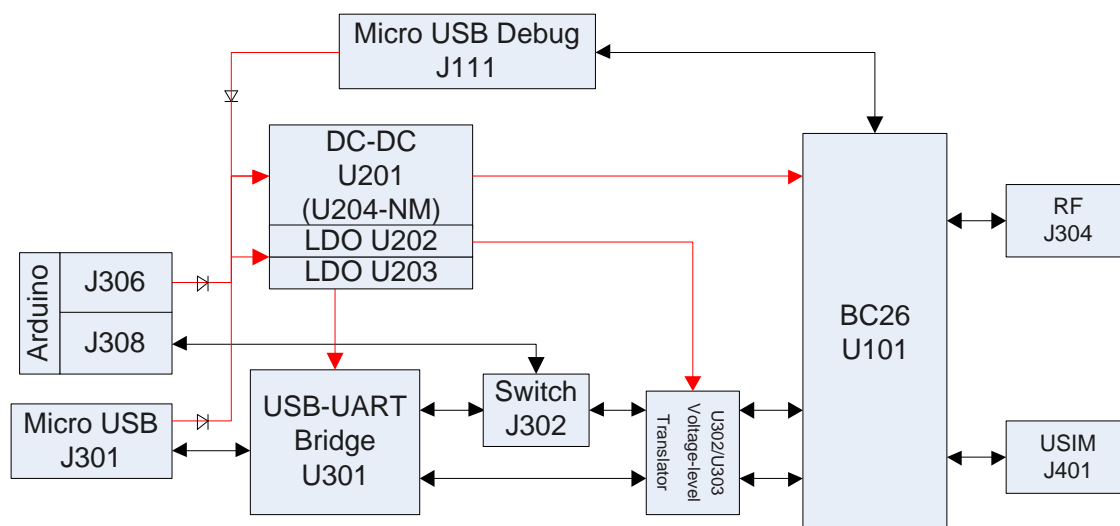 Micro USB Debug
J111
DC-DC
U201
(U204-NM)
LDO U202
LDO U203
Arduino
J306
J308
Micro USB
J301
USB-UART
Bridge
U301
Switch
J302
U302/U303
Voltage-level
Translator
BC26
U101
RF
J304
USIM
J401